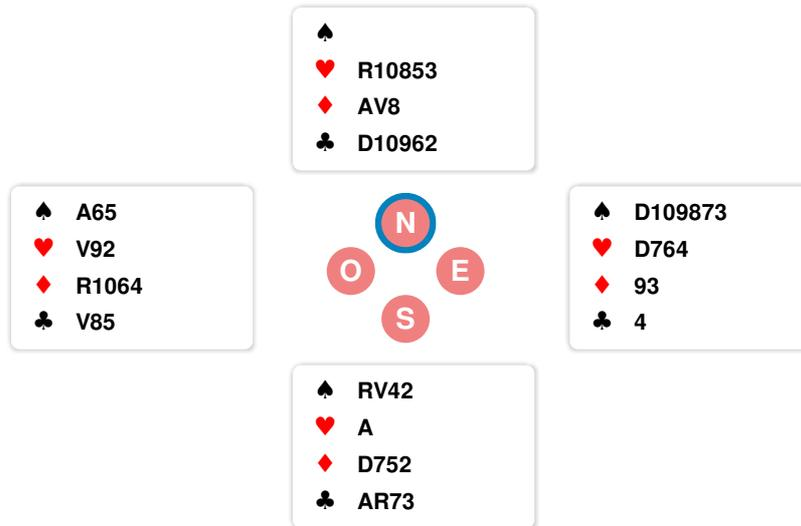 ♠
♥ R10853
♦ AV8
♣ D10962
♠ A65
♥ V92
♦ R1064
♣ V85
N
O E
S
♠ D109873
♥ D764
♦ 93
♣ 4
♠ RV42
♥ A
♦ D752
♣ AR73